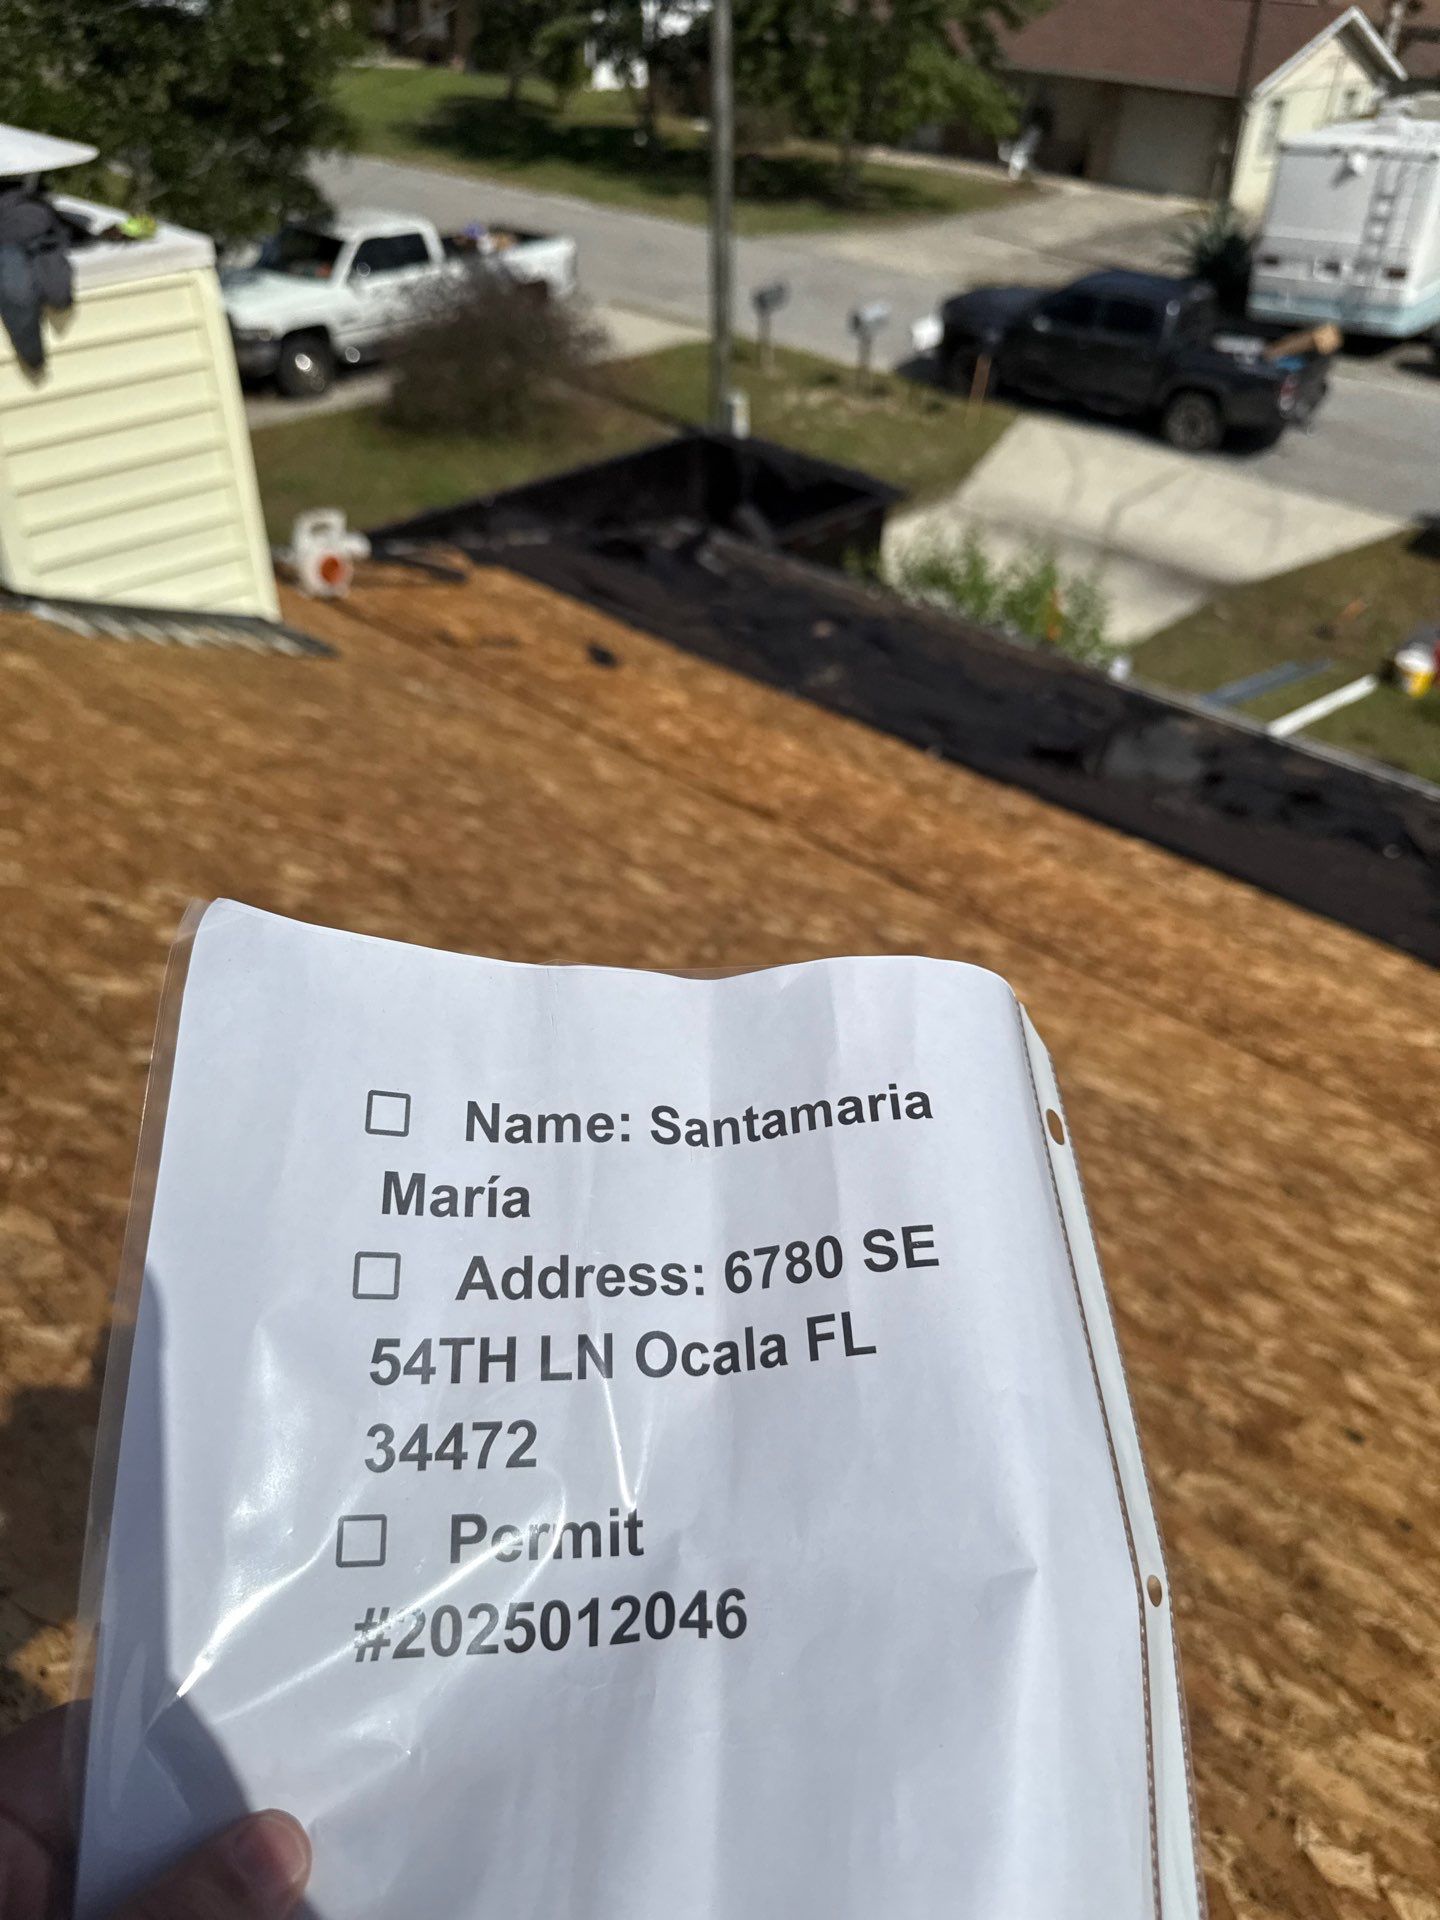 ☐ Name: Santamaria
María
☐ Address: 6780 SE
54TH LN Ocala FL
34472
☐ Permit
#2025012046